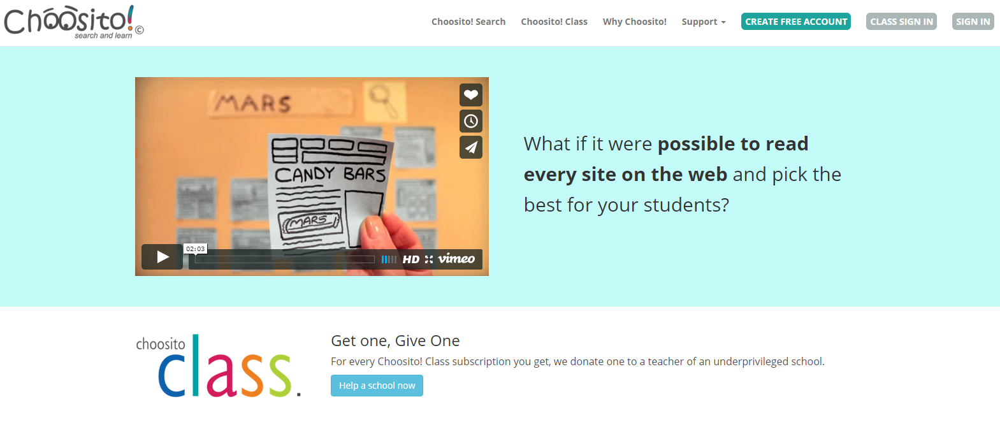 Choosito!©
search and learn
Choosito! Search
Choosito! Class
Why Choosito!
Support
CREATE FREE ACCOUNT
CLASS SIGN IN
SIGN IN
MARS
CANDY BARS
MARS
02:03
HD
vimeo
What if it were possible to read
every site on the web and pick the
best for your students?
choosito
class.
Get one, Give One
For every Choosito! Class subscription you get, we donate one to a teacher of an underprivileged school.
Help a school now